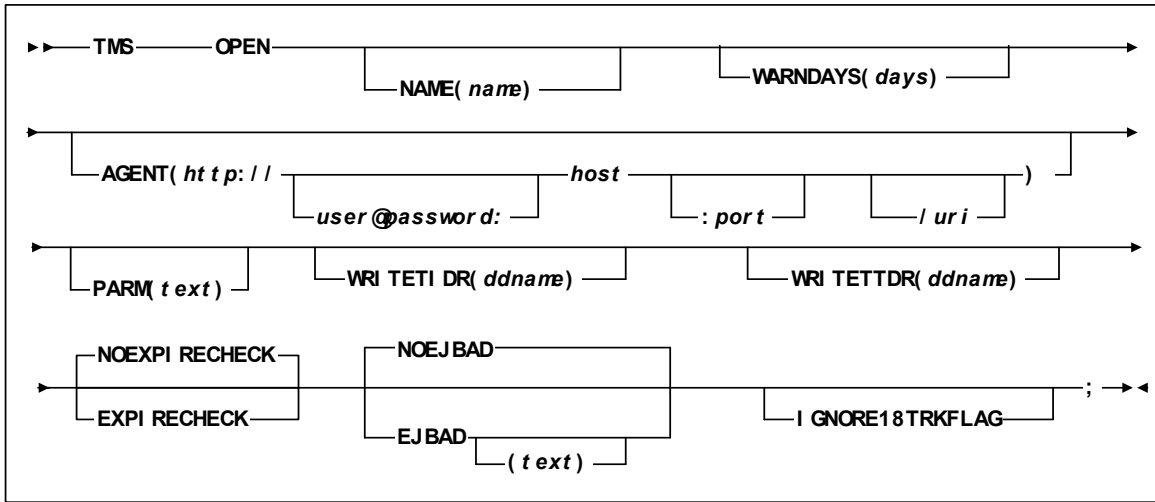 TMS OPEN
NAME(name) WARNDAYS(days)
AGENT(http:// host )
user@password: :port /uri
PARM(text) WRITETIDR(ddname) WRITETTDR(ddname)
NOEXPIRECHECK NOEJBAD
;
EXPIRECHECK EJBAD IGNORE18TRKFLAG
(text)